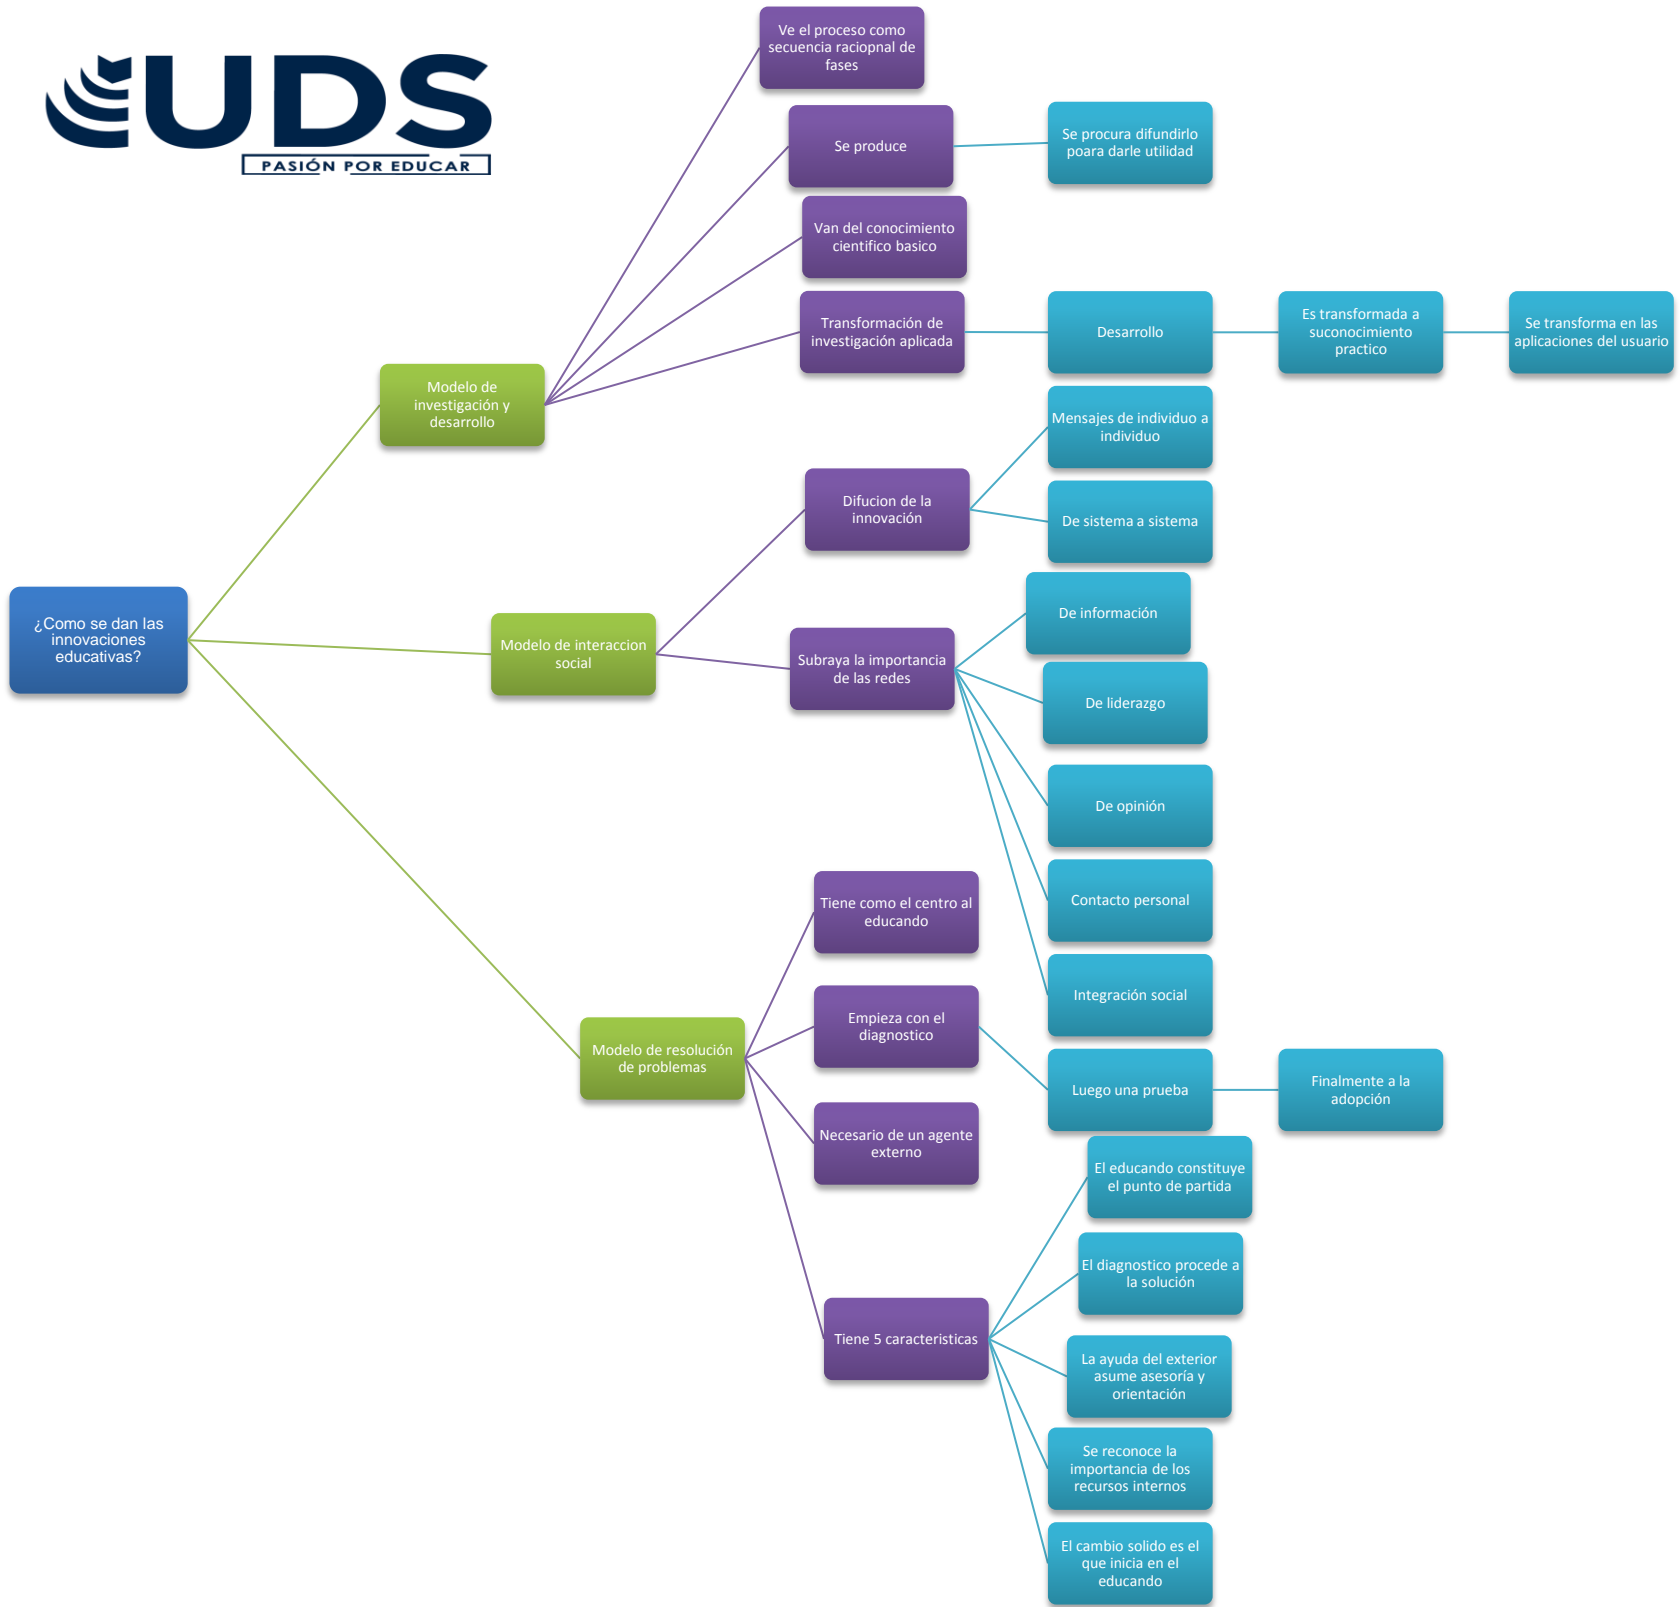 UDS
PASIÓN POR EDUCAR
¿Como se dan las
innovaciones
educativas?
Modelo de
investigación y
desarrollo
Ve el proceso como
secuencia raciopnal de
fases
Se produce
Se procura difundirlo
poara darle utilidad
Van del conocimiento
cientifico basico
Transformación de
investigación aplicada
Desarrollo
Es transformada a
suconocimiento
practico
Se transforma en las
aplicaciones del usuario
Modelo de interaccion
social
Difucion de la
innovación
Mensajes de individuo a
individuo
De sistema a sistema
Subraya la importancia
de las redes
De información
De liderazgo
De opinión
Contacto personal
Integración social
Modelo de resolución
de problemas
Tiene como el centro al
educando
Empieza con el
diagnostico
Luego una prueba
Finalmente a la
adopción
Necesario de un agente
externo
Tiene 5 caracteristicas
El educando constituye
el punto de partida
El diagnostico procede a
la solución
La ayuda del exterior
asume asesoría y
orientación
Se reconoce la
importancia de los
recursos internos
El cambio solido es el
que inicia en el
educando